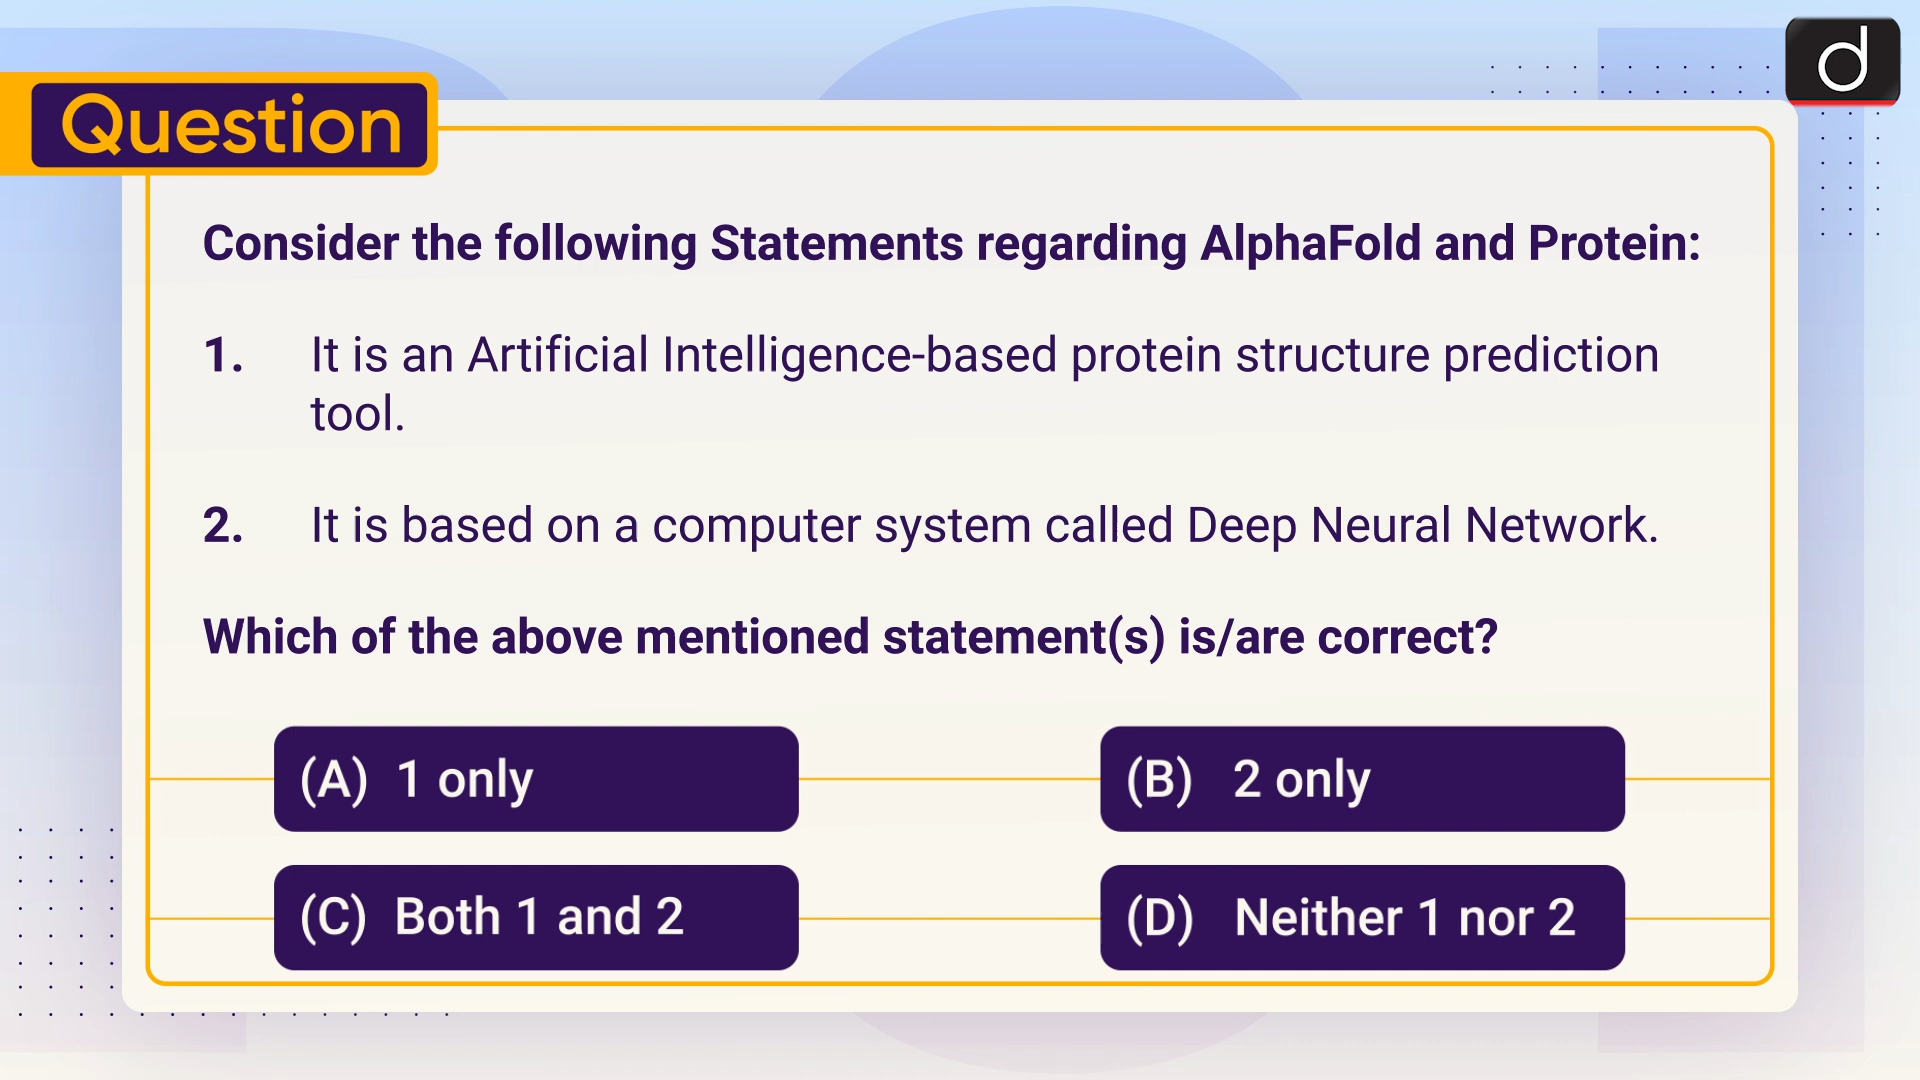 Question
Consider the following Statements regarding AlphaFold and Protein:
1. It is an Artificial Intelligence-based protein structure prediction
tool.
2. It is based on a computer system called Deep Neural Network.
Which of the above mentioned statement(s) is/are correct?
(A) 1 only
(B) 2 only
(C) Both 1 and 2
(D) Neither 1 nor 2
d